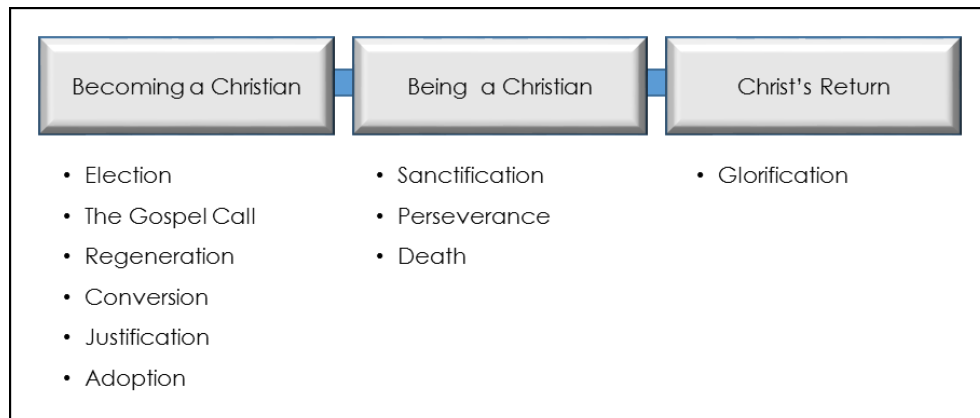 Becoming a Christian
Being a Christian
Christ's Return
• Election
• The Gospel Call
• Regeneration
• Conversion
• Justification
• Adoption
• Sanctification
• Perseverance
• Death
• Glorification